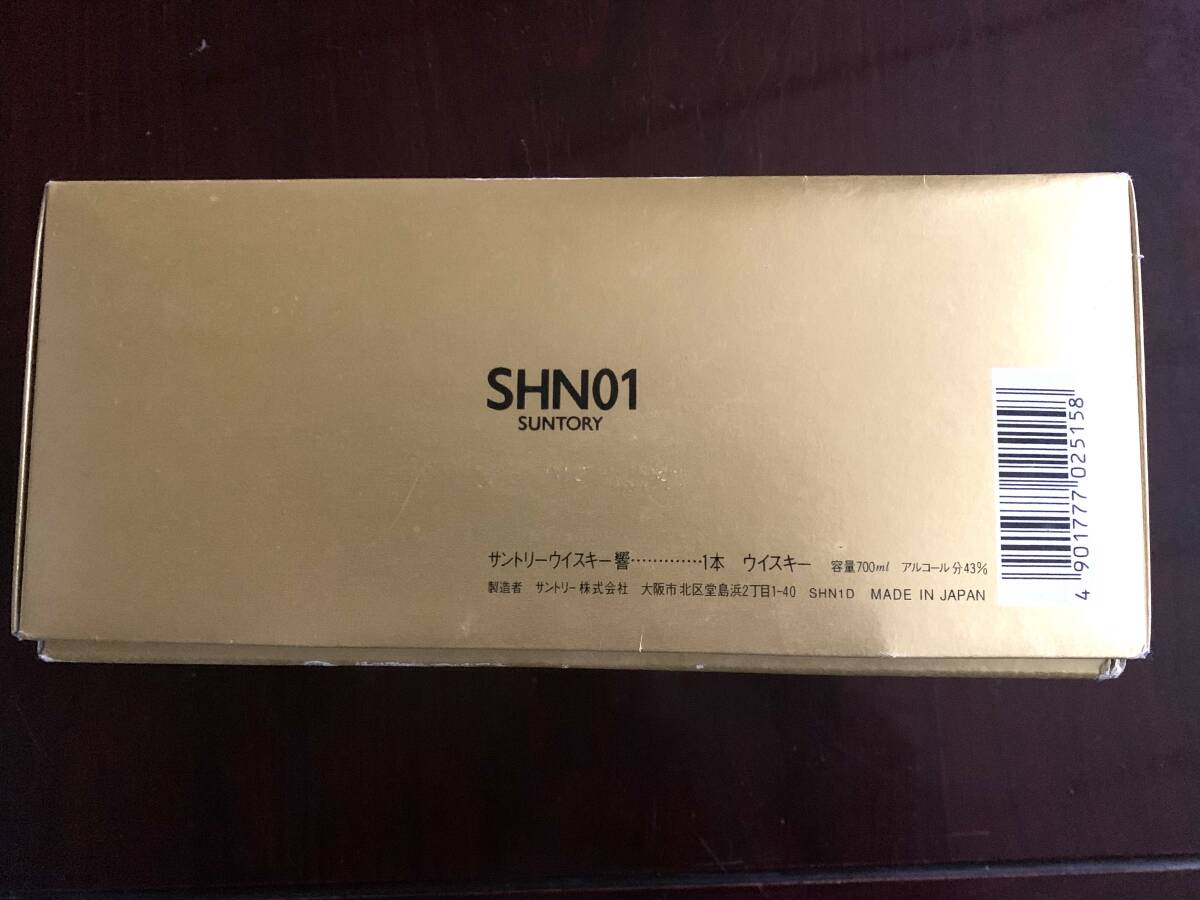 SHN01
SUNTORY
サントリーウイスキー響·············1本　ウイスキー　容量700ml　アルコール分43%
製造者　サントリー株式会社　大阪市北区堂島浜2丁目1-40　SHN1D　MADE IN JAPAN
4 901777 025158